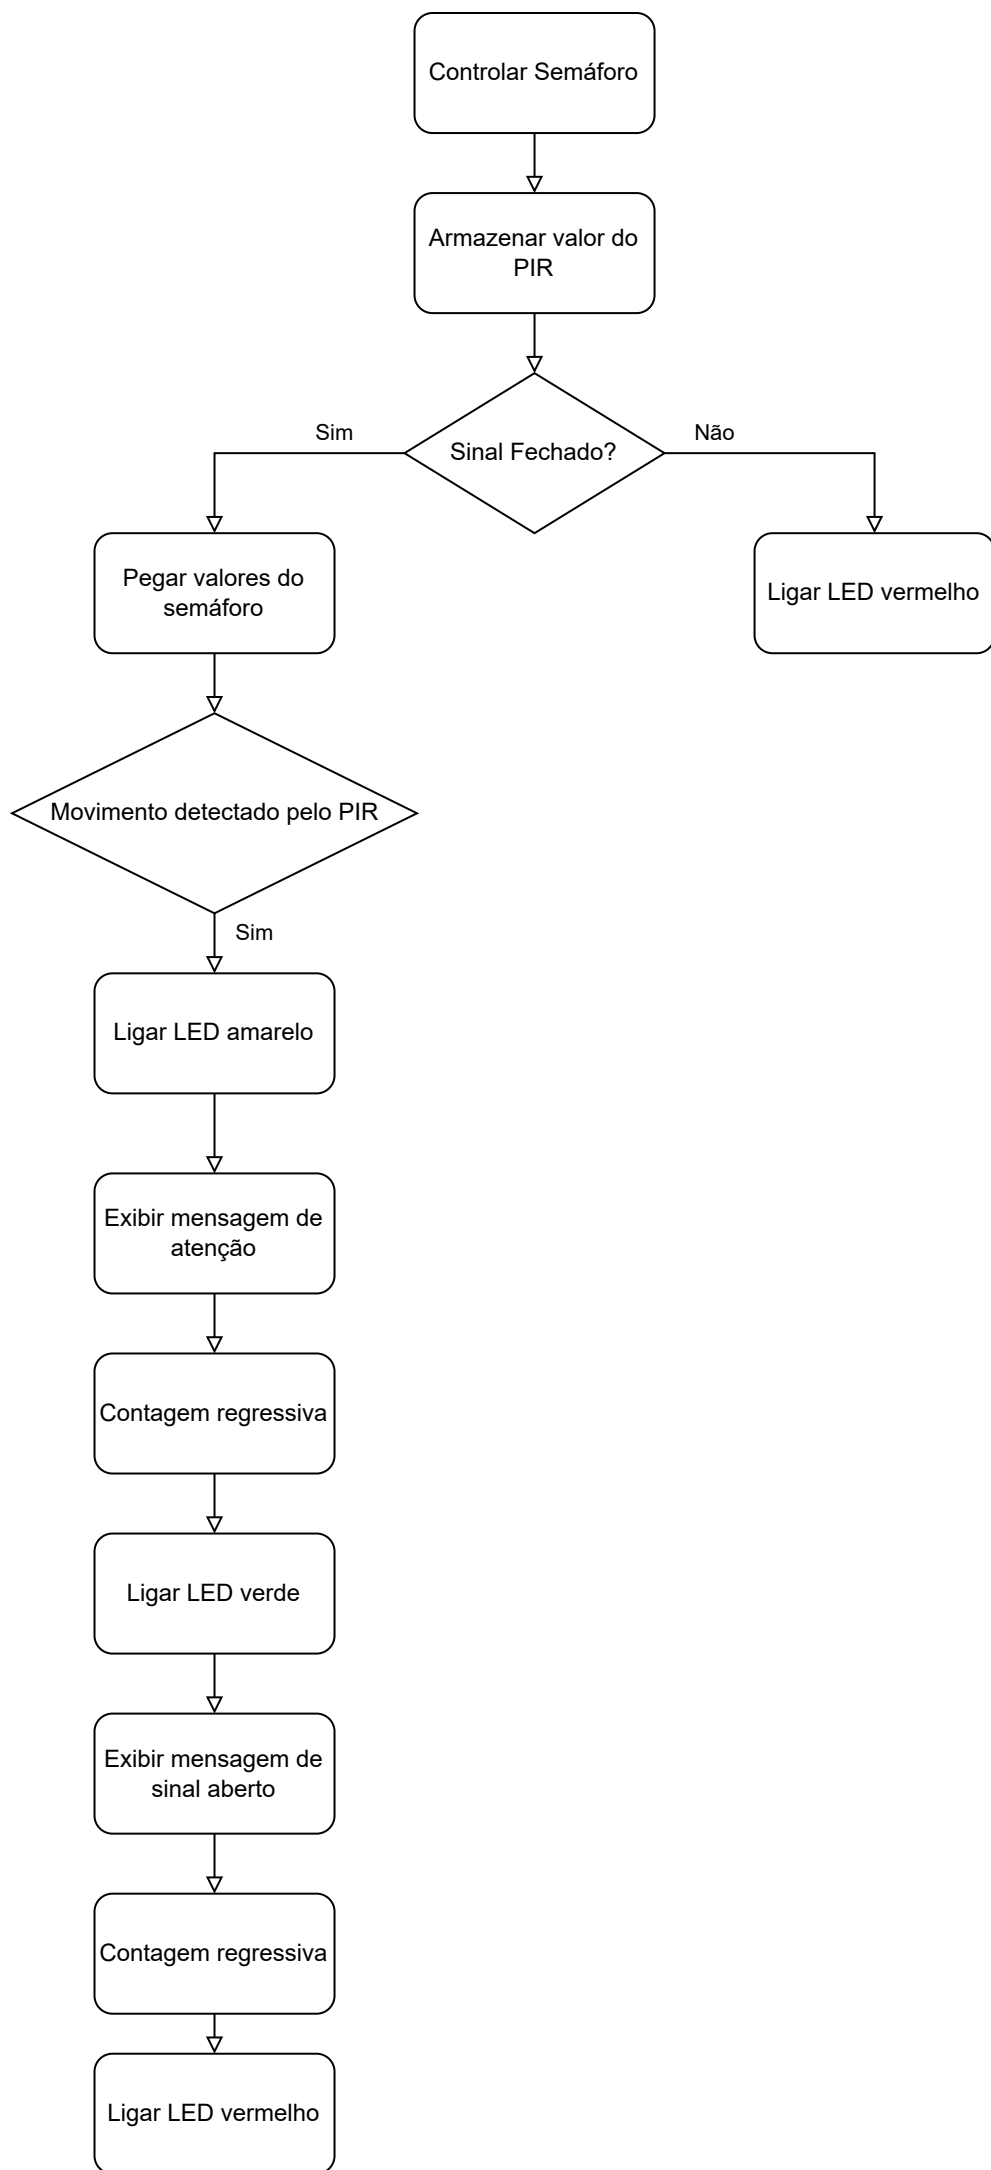 Controlar Semáforo
Armazenar valor do
PIR
Sim
Não
Sinal Fechado?
Pegar valores do
semáforo
Ligar LED vermelho
Movimento detectado pelo PIR
Sim
Ligar LED amarelo
Exibir mensagem de
atenção
Contagem regressiva
Ligar LED verde
Exibir mensagem de
sinal aberto
Contagem regressiva
Ligar LED vermelho